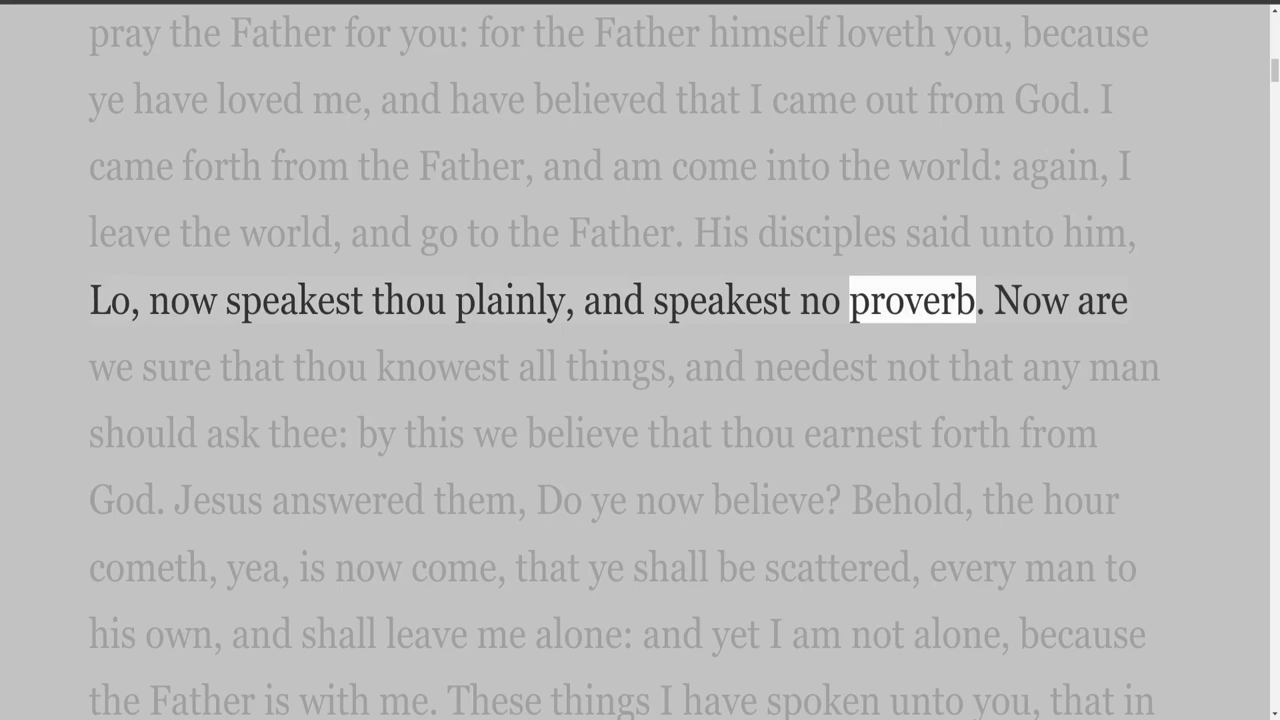 pray the Father for you: for the Father himself loveth you, because
ye have loved me, and have believed that I came out from God. I
came forth from the Father, and am come into the world: again, I
leave the world, and go to the Father. His disciples said unto him,
Lo, now speakest thou plainly, and speakest no proverb. Now are
we sure that thou knowest all things, and needest not that any man
should ask thee: by this we believe that thou earnest forth from
God. Jesus answered them, Do ye now believe? Behold, the hour
cometh, yea, is now come, that ye shall be scattered, every man to
his own, and shall leave me alone: and yet I am not alone, because
the Father is with me. These things I have spoken unto you, that in